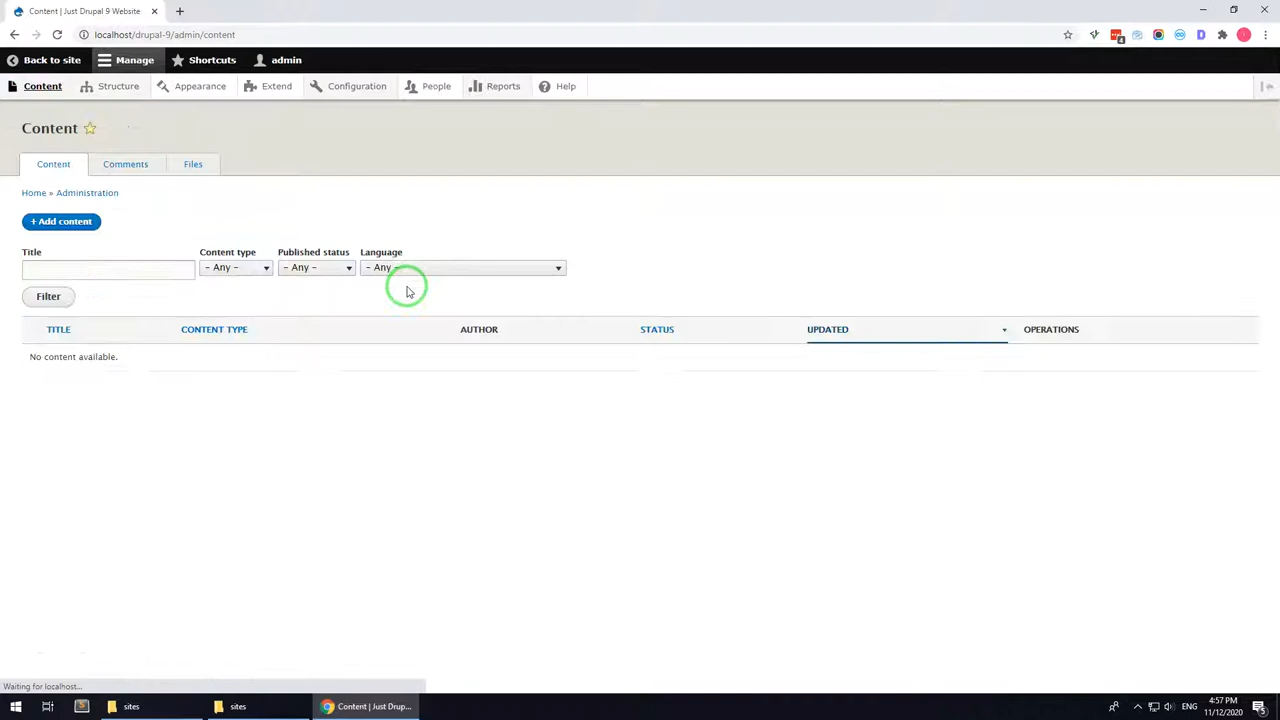 Content | Just Drupal 9 Website
localhost/drupal-9/admin/content
Back to site
Manage
Shortcuts
admin
Content
Structure
Appearance
Extend
Configuration
People
Reports
Help
Content
Content
Comments
Files
Home » Administration
+ Add content
Title
Content type
Published status
Language
- Any -
- Any -
- Any -
Filter
TITLE
CONTENT TYPE
AUTHOR
STATUS
UPDATED
OPERATIONS
No content available.
Waiting for localhost...
sites
sites
Content | Just Drup...
ENG
4:57 PM
11/12/2020